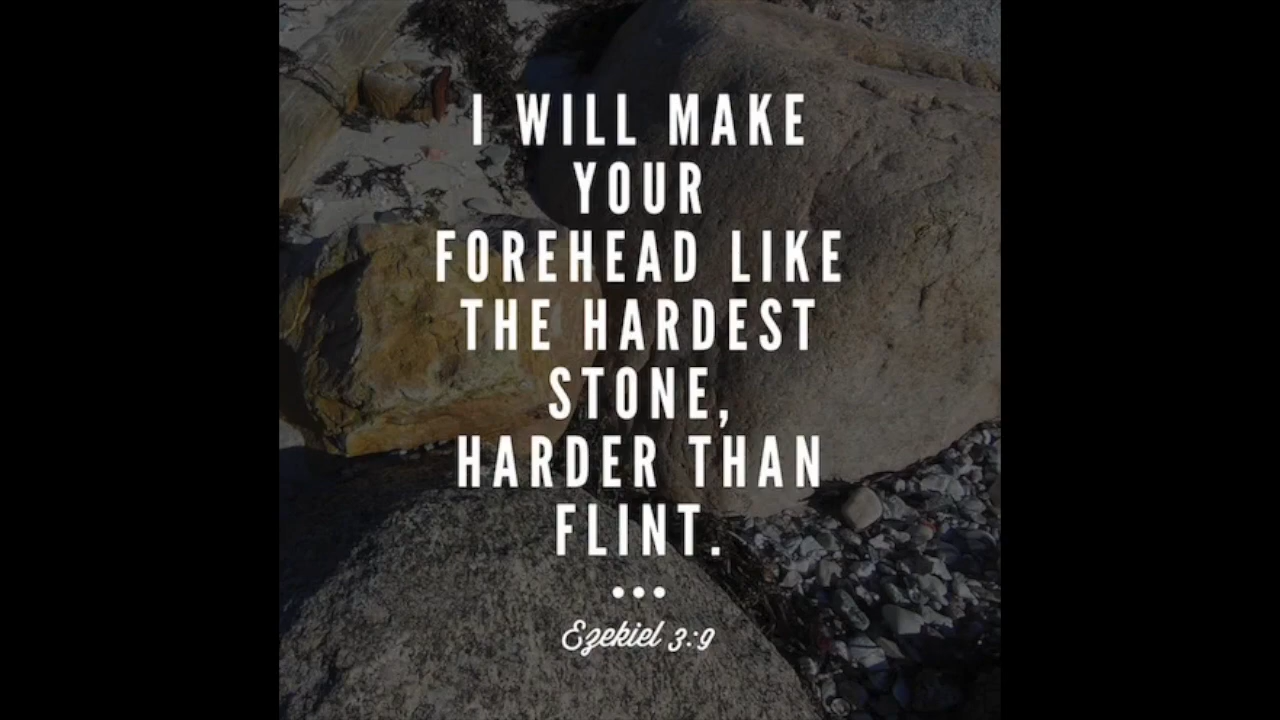 I WILL MAKE
YOUR
FOREHEAD LIKE
THE HARDEST
STONE,
HARDER THAN
FLINT.
•••
Ezekiel 3:9